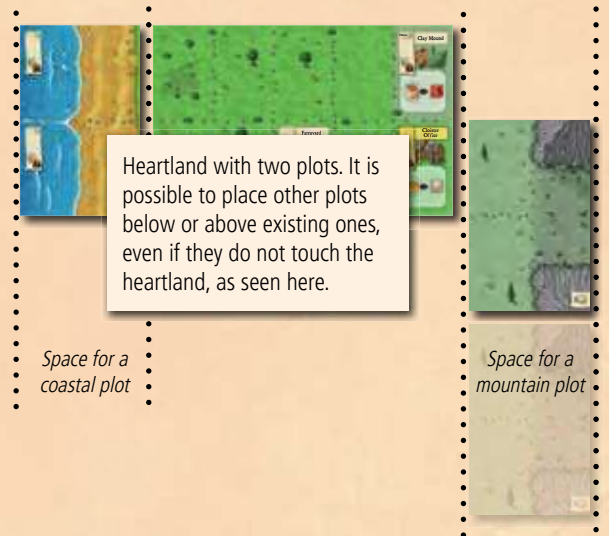 Clay Mound
Farmyard
Cloister
Office
Heartland with two plots. It is
possible to place other plots
below or above existing ones,
even if they do not touch the
heartland, as seen here.
Space for a
coastal plot
Space for a
mountain plot